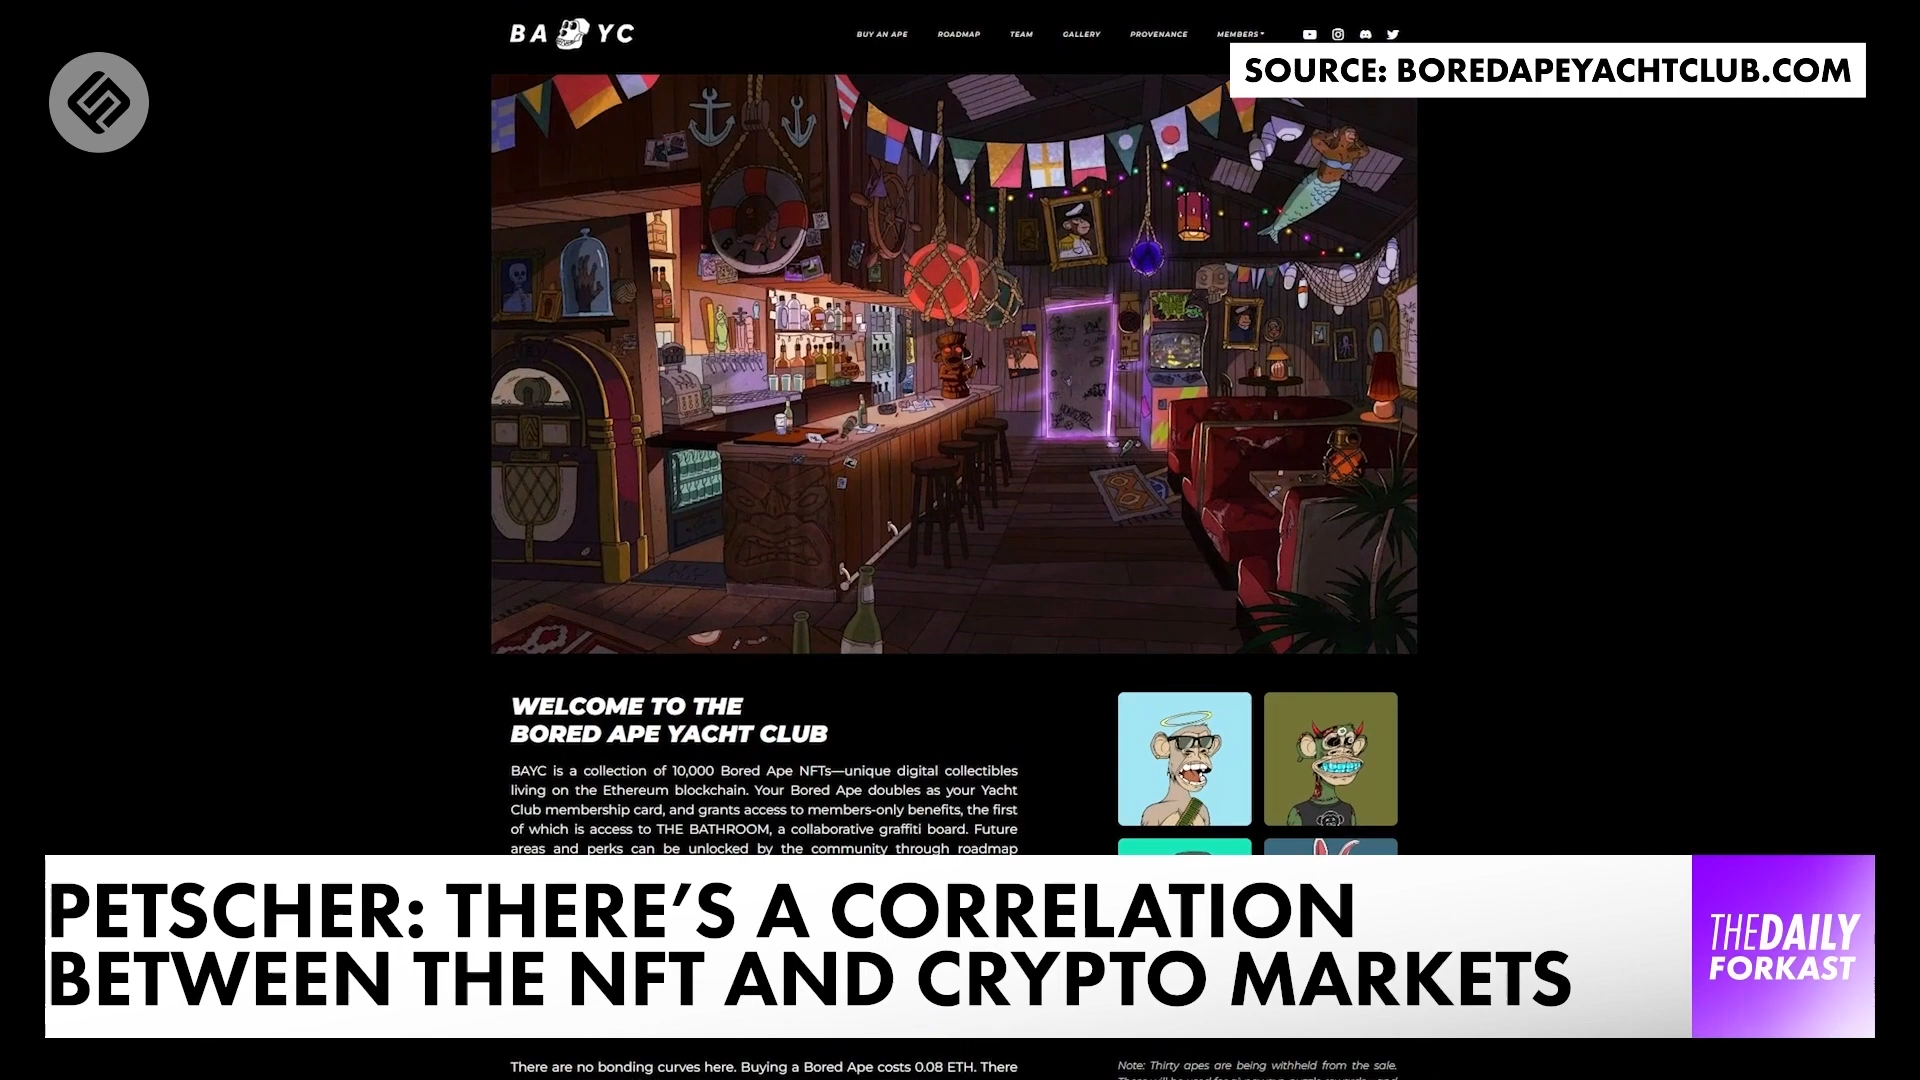 BA YC
BUY AN APE ROADMAP TEAM GALLERY PROVENANCE MEMBERS
SOURCE: BOREDAPEYACHTCLUB.COM
WELCOME TO THE
BORED APE YACHT CLUB
BAYC is a collection of 10,000 Bored Ape NFTs—unique digital collectibles
living on the Ethereum blockchain. Your Bored Ape doubles as your Yacht
Club membership card, and grants access to members-only benefits, the first
of which is access to THE BATHROOM, a collaborative graffiti board. Future
areas and perks can be unlocked by the community through roadmap
PETSCHER: THERE’S A CORRELATION
BETWEEN THE NFT AND CRYPTO MARKETS
THE DAILY
FORKAST
There are no bonding curves here. Buying a Bored Ape costs 0.08 ETH. There
Note: Thirty apes are being withheld from the sale.